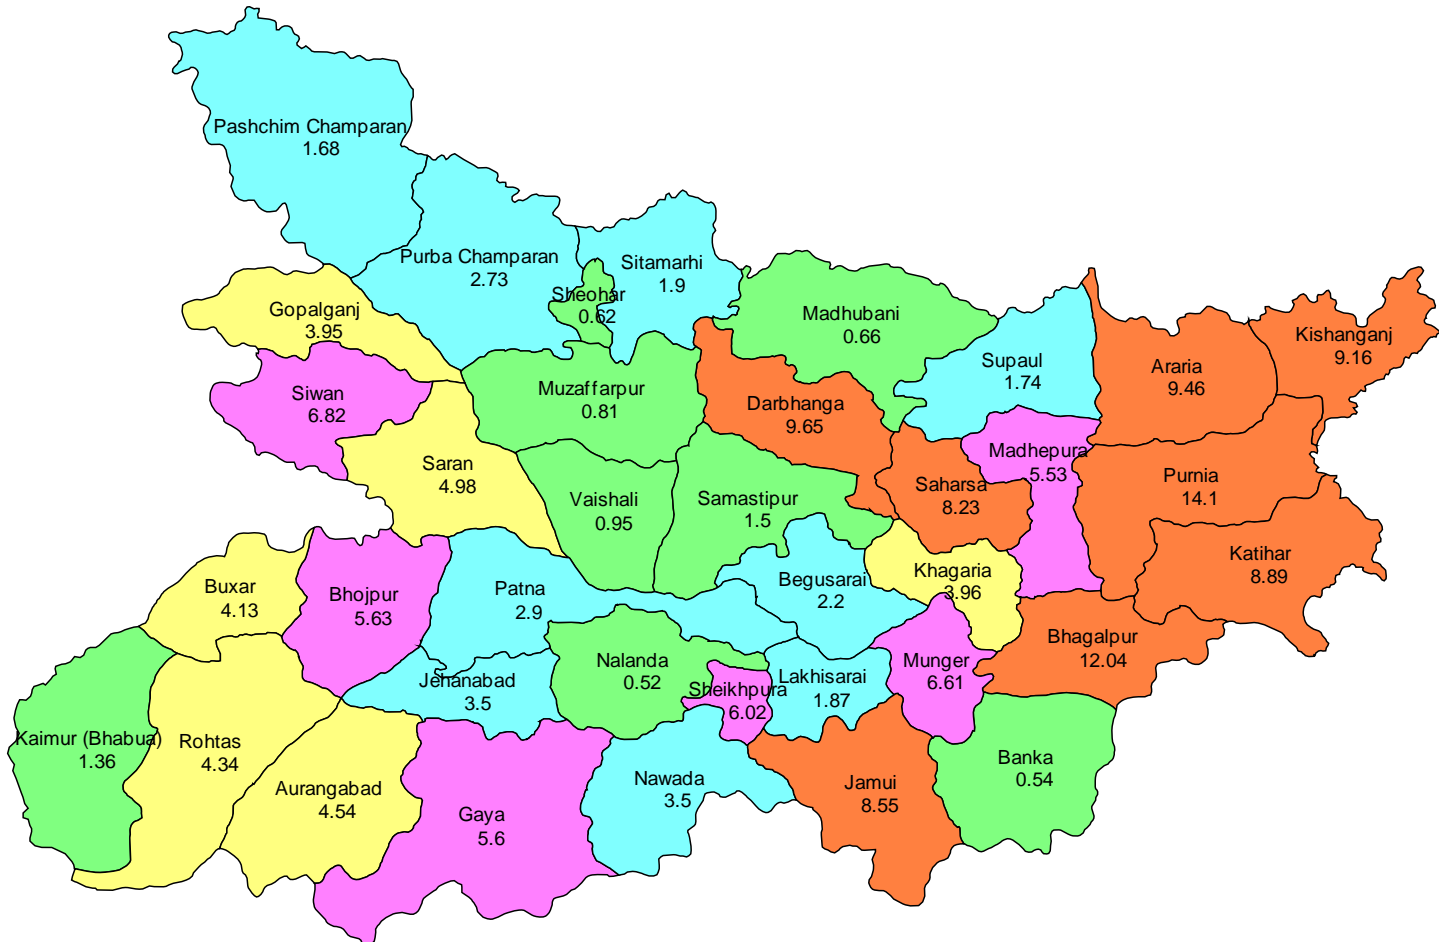 Pashchim Champaran
1.68
Purba Champaran
2.73
Sitamarhi
1.9
Sheohar
0.62
Gopalganj
3.95
Madhubani
0.66
Kishanganj
9.16
Supaul
1.74
Araria
9.46
Siwan
6.82
Muzaffarpur
0.81
Darbhanga
9.65
Madhepura
5.53
Saran
4.98
Vaishali
0.95
Samastipur
1.5
Saharsa
8.23
Purnia
14.1
Katihar
8.89
Buxar
4.13
Bhojpur
5.63
Patna
2.9
Begusarai
2.2
Khagaria
3.96
Bhagalpur
12.04
Jehanabad
3.5
Nalanda
0.52
Sheikhpura
6.02
Lakhisarai
1.87
Munger
6.61
Kaimur (Bhabua)
1.36
Rohtas
4.34
Aurangabad
4.54
Gaya
5.6
Nawada
3.5
Jamui
8.55
Banka
0.54